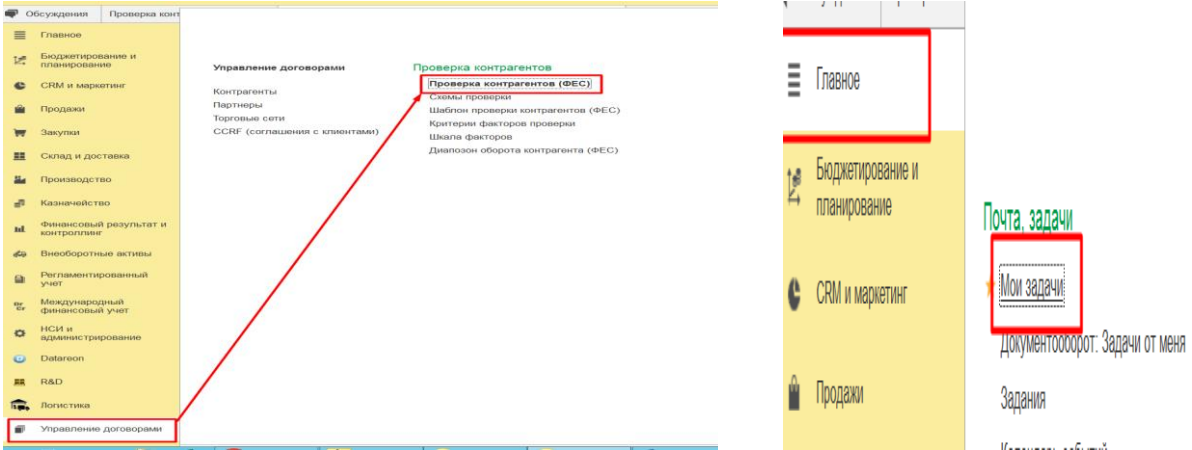 Обсуждения
Проверка конт
Главное
Бюджетирование и
планирование
CRM и маркетинг
Продажи
Закупки
Склад и доставка
Производство
Казначейство
Финансовый результат и
контроллинг
Внеоборотные активы
Регламентированный
учет
Международный
финансовый учет
НСИ и
администрирование
Datareon
R&D
Логистика
Управление договорами
Управление договорами
Контрагенты
Партнеры
Торговые сети
CCRF (соглашения с клиентами)
Проверка контрагентов
Проверка контрагентов (ФЕС)
Схемы проверки
Шаблон проверки контрагентов (ФЕС)
Критерии факторов проверки
Шкала факторов
Диапозон оборота контрагента (ФЕС)
Главное
Бюджетирование и
планирование
CRM и маркетинг
Продажи
Почта, задачи
Мои задачи
Документооборот: Задачи от меня
Задания